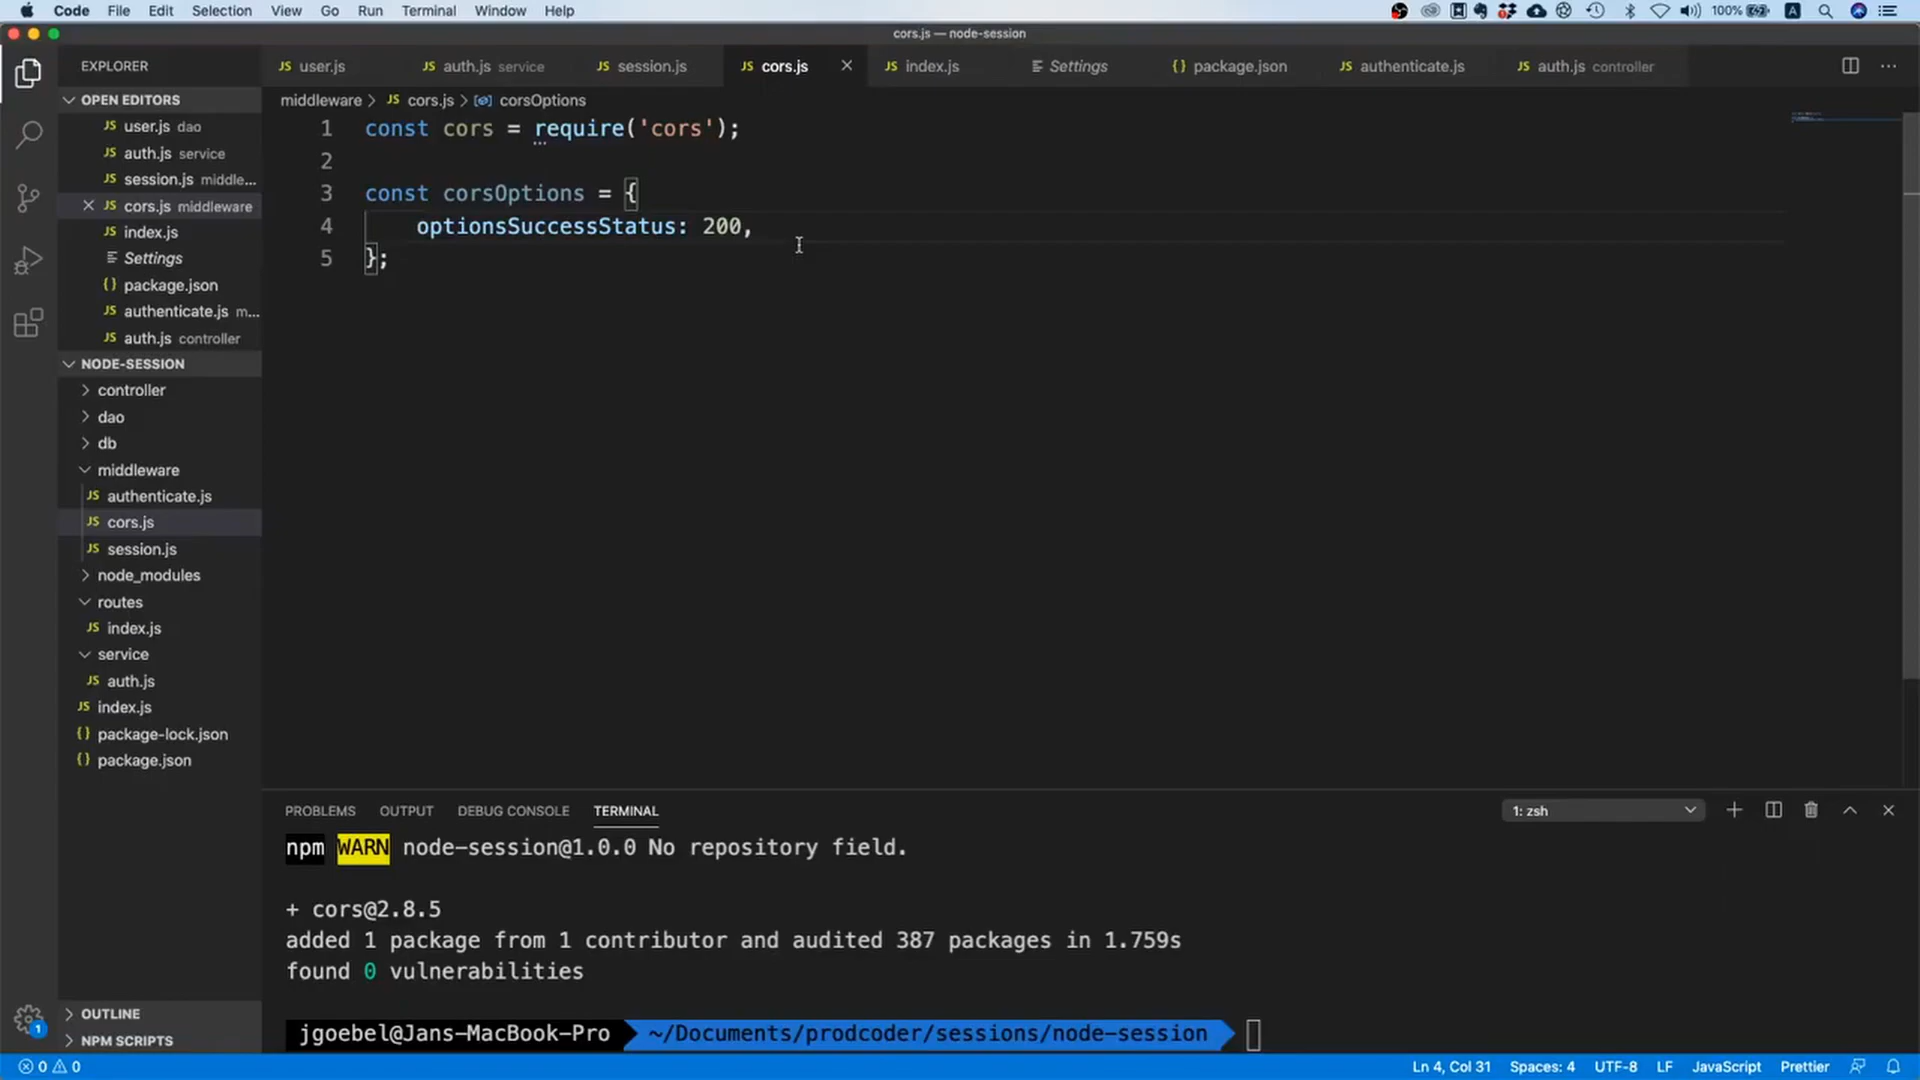 Code File Edit Selection View Go Run Terminal Window Help 100% A
cors.js — node-session
EXPLORER
JS user.js JS auth.js service JS session.js JS cors.js JS index.js Settings {} package.json JS authenticate.js JS auth.js controller
middleware > JS cors.js > corsOptions
OPEN EDITORS
JS user.js dao
JS auth.js service
JS session.js middle...
JS cors.js middleware
JS index.js
Settings
{} package.json
JS authenticate.js m...
JS auth.js controller
NODE-SESSION
controller
dao
db
middleware
JS authenticate.js
JS cors.js
JS session.js
node_modules
routes
JS index.js
service
JS auth.js
JS index.js
{} package-lock.json
{} package.json
OUTLINE
NPM SCRIPTS
1 const cors = require('cors');
2
3 const corsOptions = {
4 optionsSuccessStatus: 200,
5 };
PROBLEMS OUTPUT DEBUG CONSOLE TERMINAL 1: zsh
npm WARN node-session@1.0.0 No repository field.
+ cors@2.8.5
added 1 package from 1 contributor and audited 387 packages in 1.759s
found 0 vulnerabilities
jgoebel@Jans-MacBook-Pro ~/Documents/prodcoder/sessions/node-session
1
0 0 Ln 4, Col 31 Spaces: 4 UTF-8 LF JavaScript Prettier